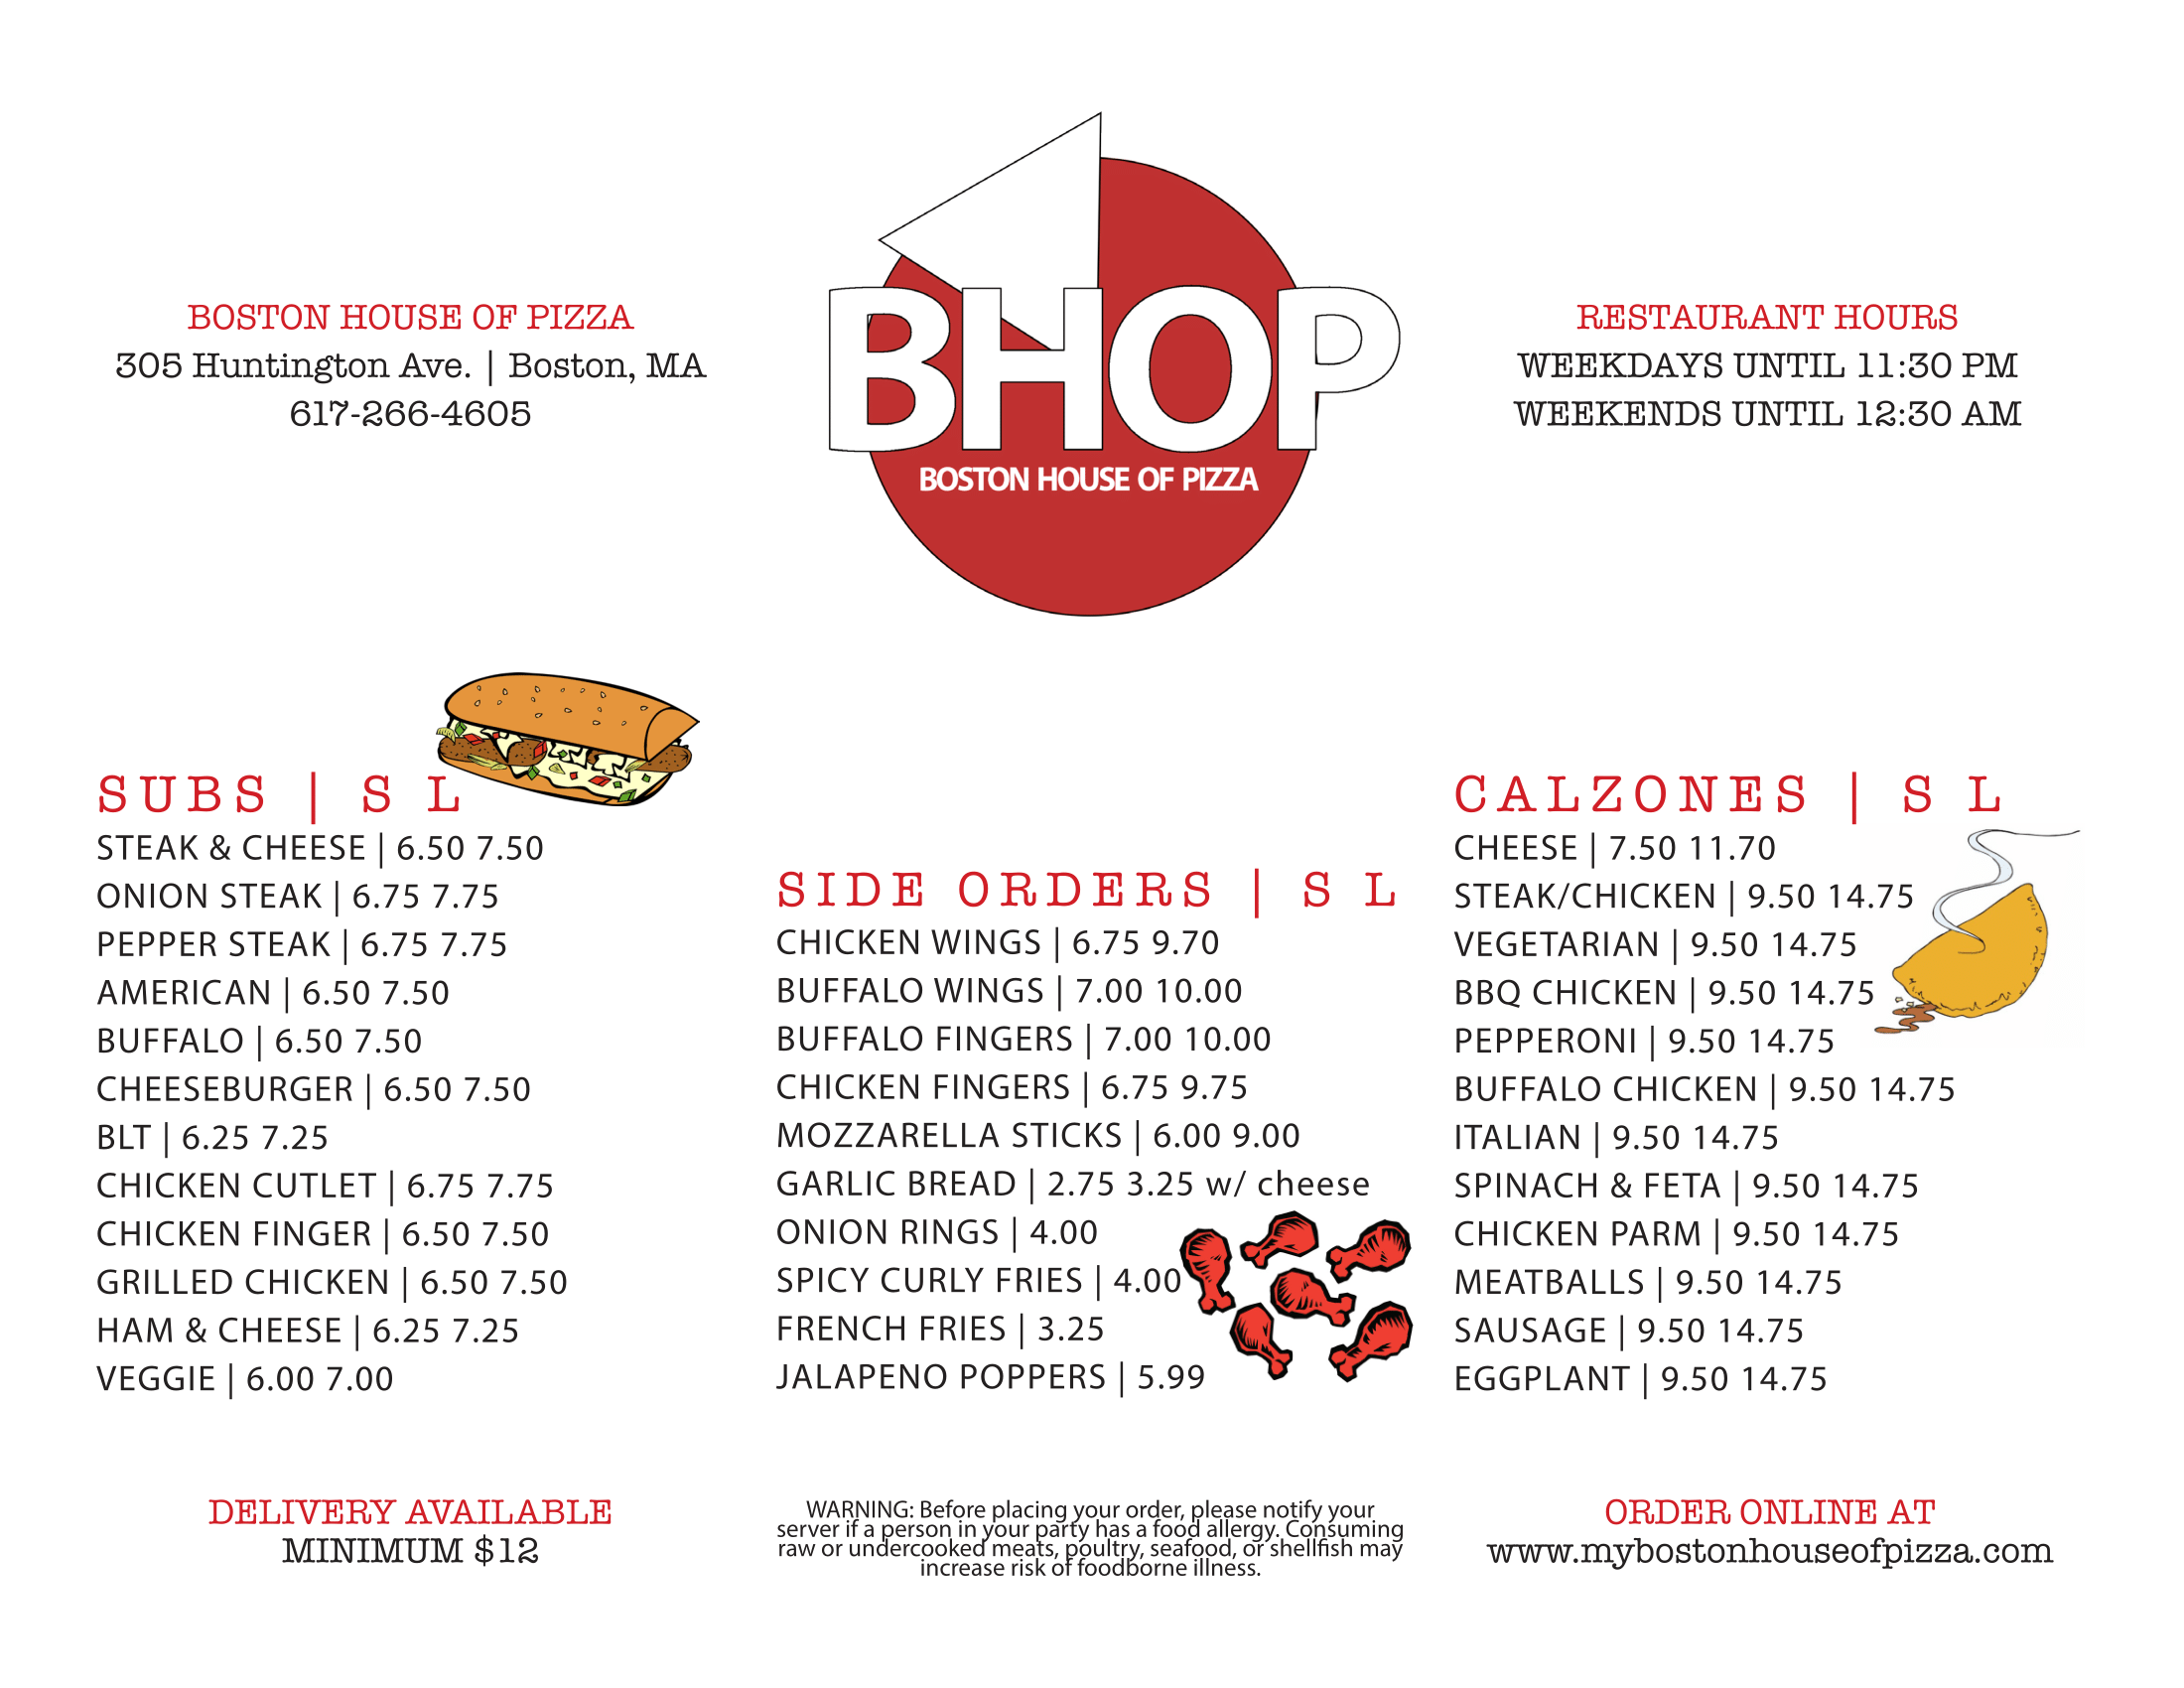 BOSTON HOUSE OF PIZZA
305 Huntington Ave. | Boston, MA
617-266-4605
BHOP
BOSTON HOUSE OF PIZZA
RESTAURANT HOURS
WEEKDAYS UNTIL 11:30 PM
WEEKENDS UNTIL 12:30 AM
SUBS | S L
STEAK & CHEESE | 6.50 7.50
ONION STEAK | 6.75 7.75
PEPPER STEAK | 6.75 7.75
AMERICAN | 6.50 7.50
BUFFALO | 6.50 7.50
CHEESEBURGER | 6.50 7.50
BLT | 6.25 7.25
CHICKEN CUTLET | 6.75 7.75
CHICKEN FINGER | 6.50 7.50
GRILLED CHICKEN | 6.50 7.50
HAM & CHEESE | 6.25 7.25
VEGGIE | 6.00 7.00
SIDE ORDERS | S L
CHICKEN WINGS | 6.75 9.70
BUFFALO WINGS | 7.00 10.00
BUFFALO FINGERS | 7.00 10.00
CHICKEN FINGERS | 6.75 9.75
MOZZARELLA STICKS | 6.00 9.00
GARLIC BREAD | 2.75 3.25 w/ cheese
ONION RINGS | 4.00
SPICY CURLY FRIES | 4.00
FRENCH FRIES | 3.25
JALAPENO POPPERS | 5.99
CALZONES | S L
CHEESE | 7.50 11.70
STEAK/CHICKEN | 9.50 14.75
VEGETARIAN | 9.50 14.75
BBQ CHICKEN | 9.50 14.75
PEPPERONI | 9.50 14.75
BUFFALO CHICKEN | 9.50 14.75
ITALIAN | 9.50 14.75
SPINACH & FETA | 9.50 14.75
CHICKEN PARM | 9.50 14.75
MEATBALLS | 9.50 14.75
SAUSAGE | 9.50 14.75
EGGPLANT | 9.50 14.75
DELIVERY AVAILABLE
MINIMUM $12
WARNING: Before placing your order, please notify your
server if a person in your party has a food allergy. Consuming
raw or undercooked meats, poultry, seafood, or shellfish may
increase risk of foodborne illness.
ORDER ONLINE AT
www.mybostonhouseofpizza.com